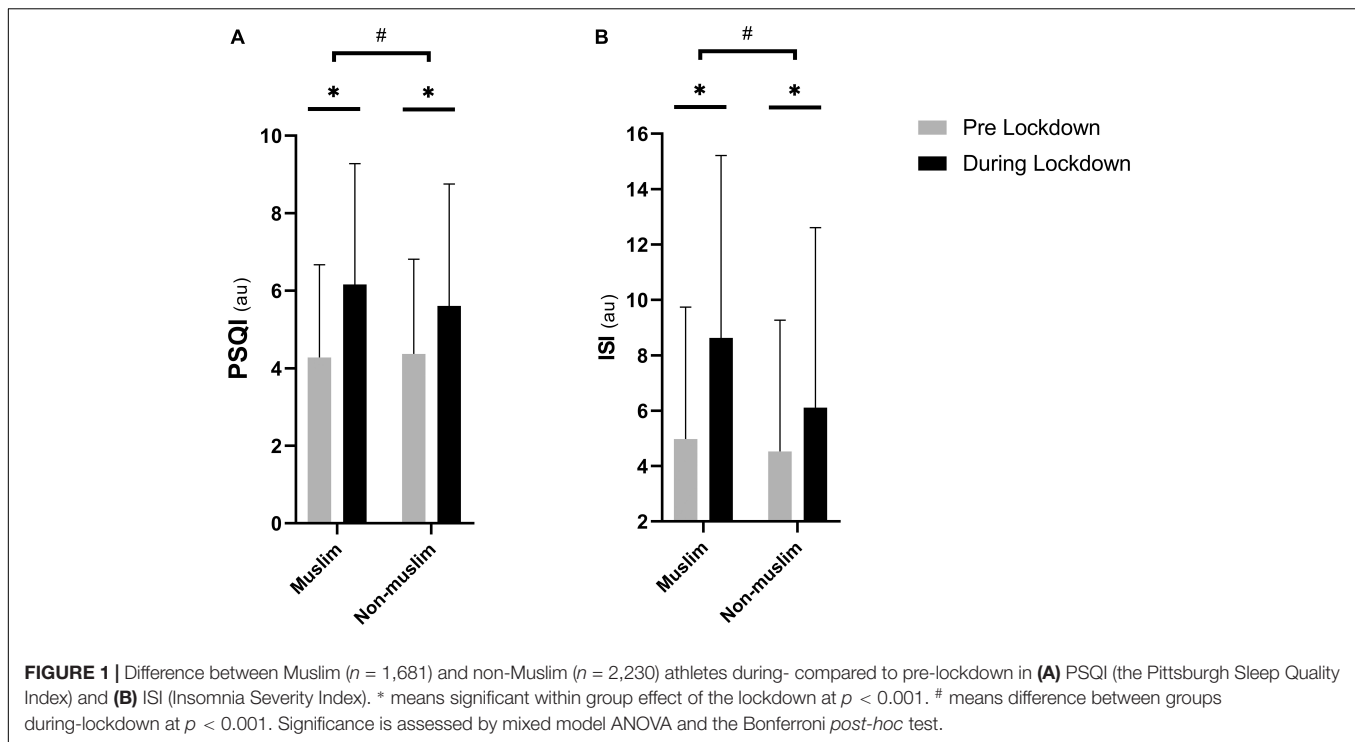 A
#
*
*
PSQI (au)
10
8
6
4
2
0
Muslim
Non-muslim
B
#
*
*
ISI (au)
16
14
12
10
8
6
4
2
Muslim
Non-muslim
Pre Lockdown
During Lockdown
FIGURE 1 | Difference between Muslim (n = 1,681) and non-Muslim (n = 2,230) athletes during- compared to pre-lockdown in (A) PSQI (the Pittsburgh Sleep Quality
Index) and (B) ISI (Insomnia Severity Index). * means significant within group effect of the lockdown at p < 0.001. # means difference between groups
during-lockdown at p < 0.001. Significance is assessed by mixed model ANOVA and the Bonferroni post-hoc test.